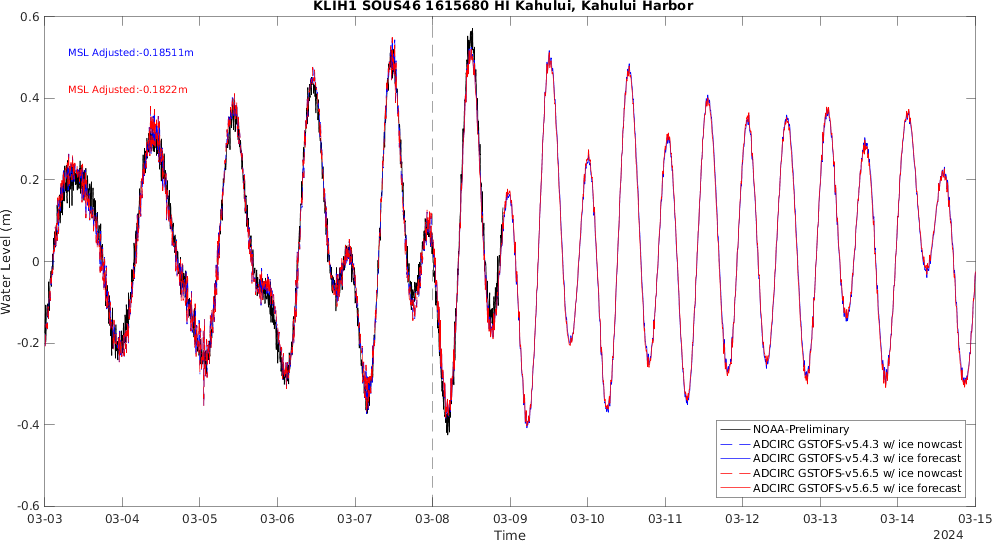 KLIH1 SOUS46 1615680 HI Kahului, Kahului Harbor
MSL Adjusted:-0.18511m
MSL Adjusted:-0.1822m
0.6
0.4
0.2
0
-0.2
-0.4
-0.6
Water Level (m)
NOAA-Preliminary
ADCIRC GSTOFS-v5.4.3 w/ ice nowcast
ADCIRC GSTOFS-v5.4.3 w/ ice forecast
ADCIRC GSTOFS-v5.6.5 w/ ice nowcast
ADCIRC GSTOFS-v5.6.5 w/ ice forecast
03-03 03-04 03-05 03-06 03-07 03-08 03-09 03-10 03-11 03-12 03-13 03-14 03-15
Time
2024